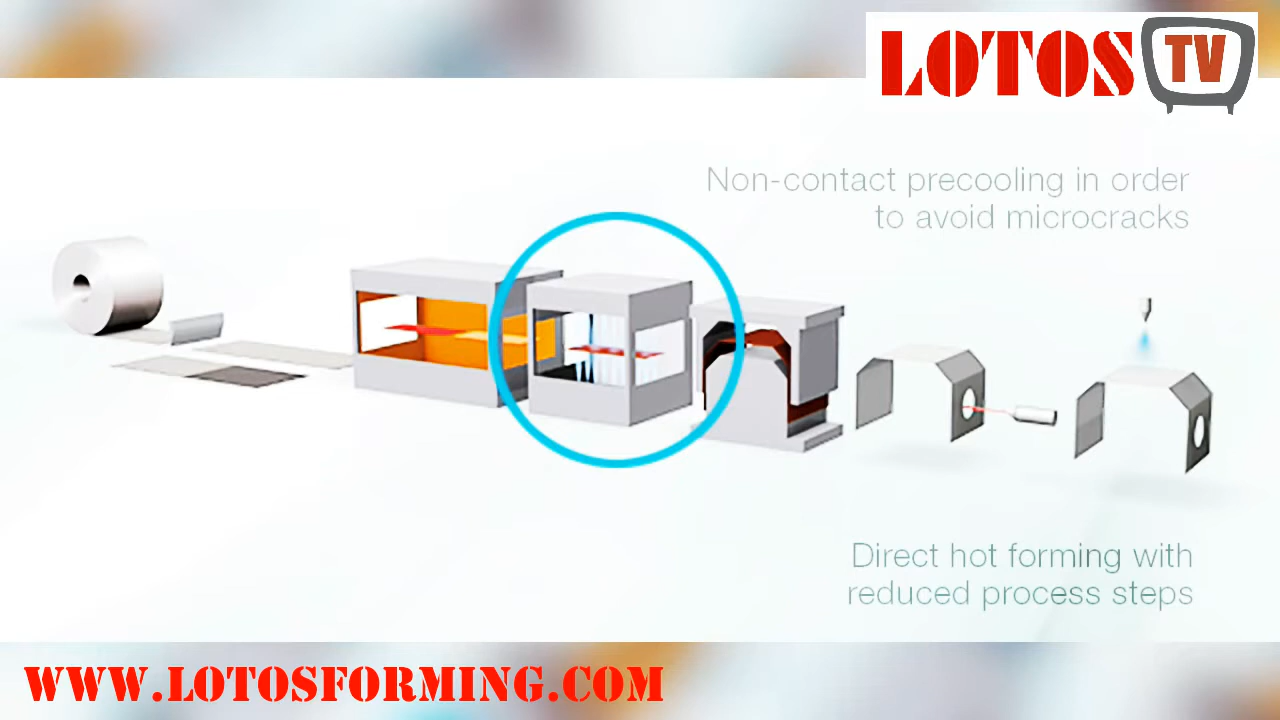 LOTOS TV
Non-contact precooling in order
to avoid microcracks
Direct hot forming with
reduced process steps
WWW.LOTOSFORMING.COM